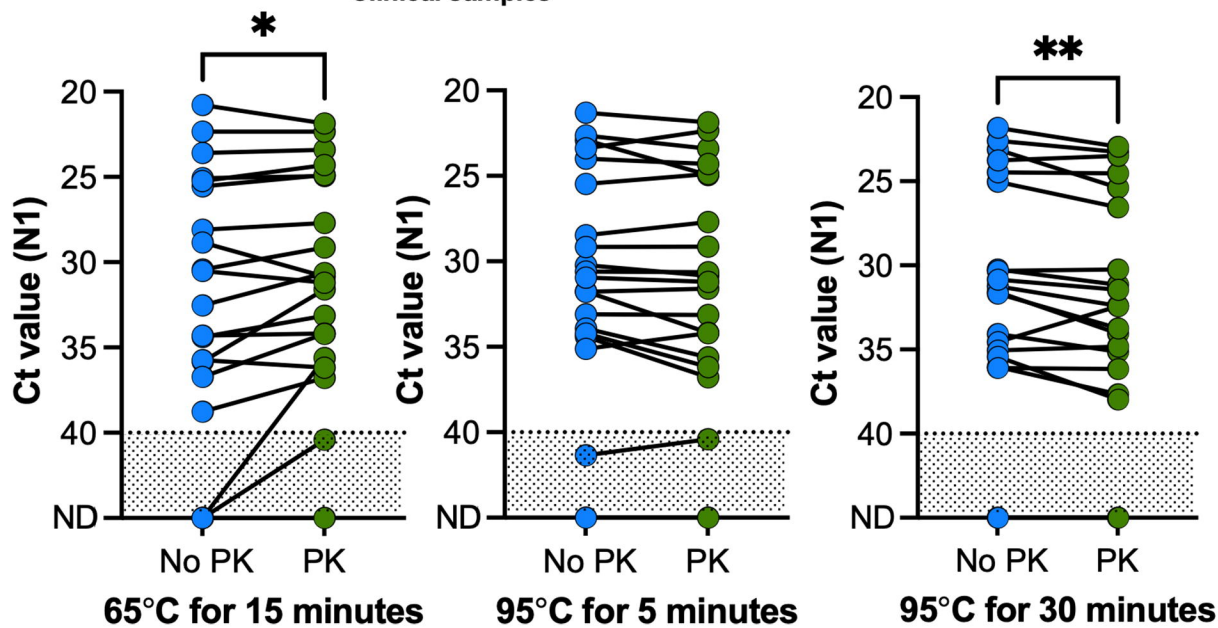 *
**
20
25
30
35
40
ND
Ct value (N1)
No PK PK
65°C for 15 minutes
20
25
30
35
40
ND
Ct value (N1)
No PK PK
95°C for 5 minutes
20
25
30
35
40
ND
Ct value (N1)
No PK PK
95°C for 30 minutes